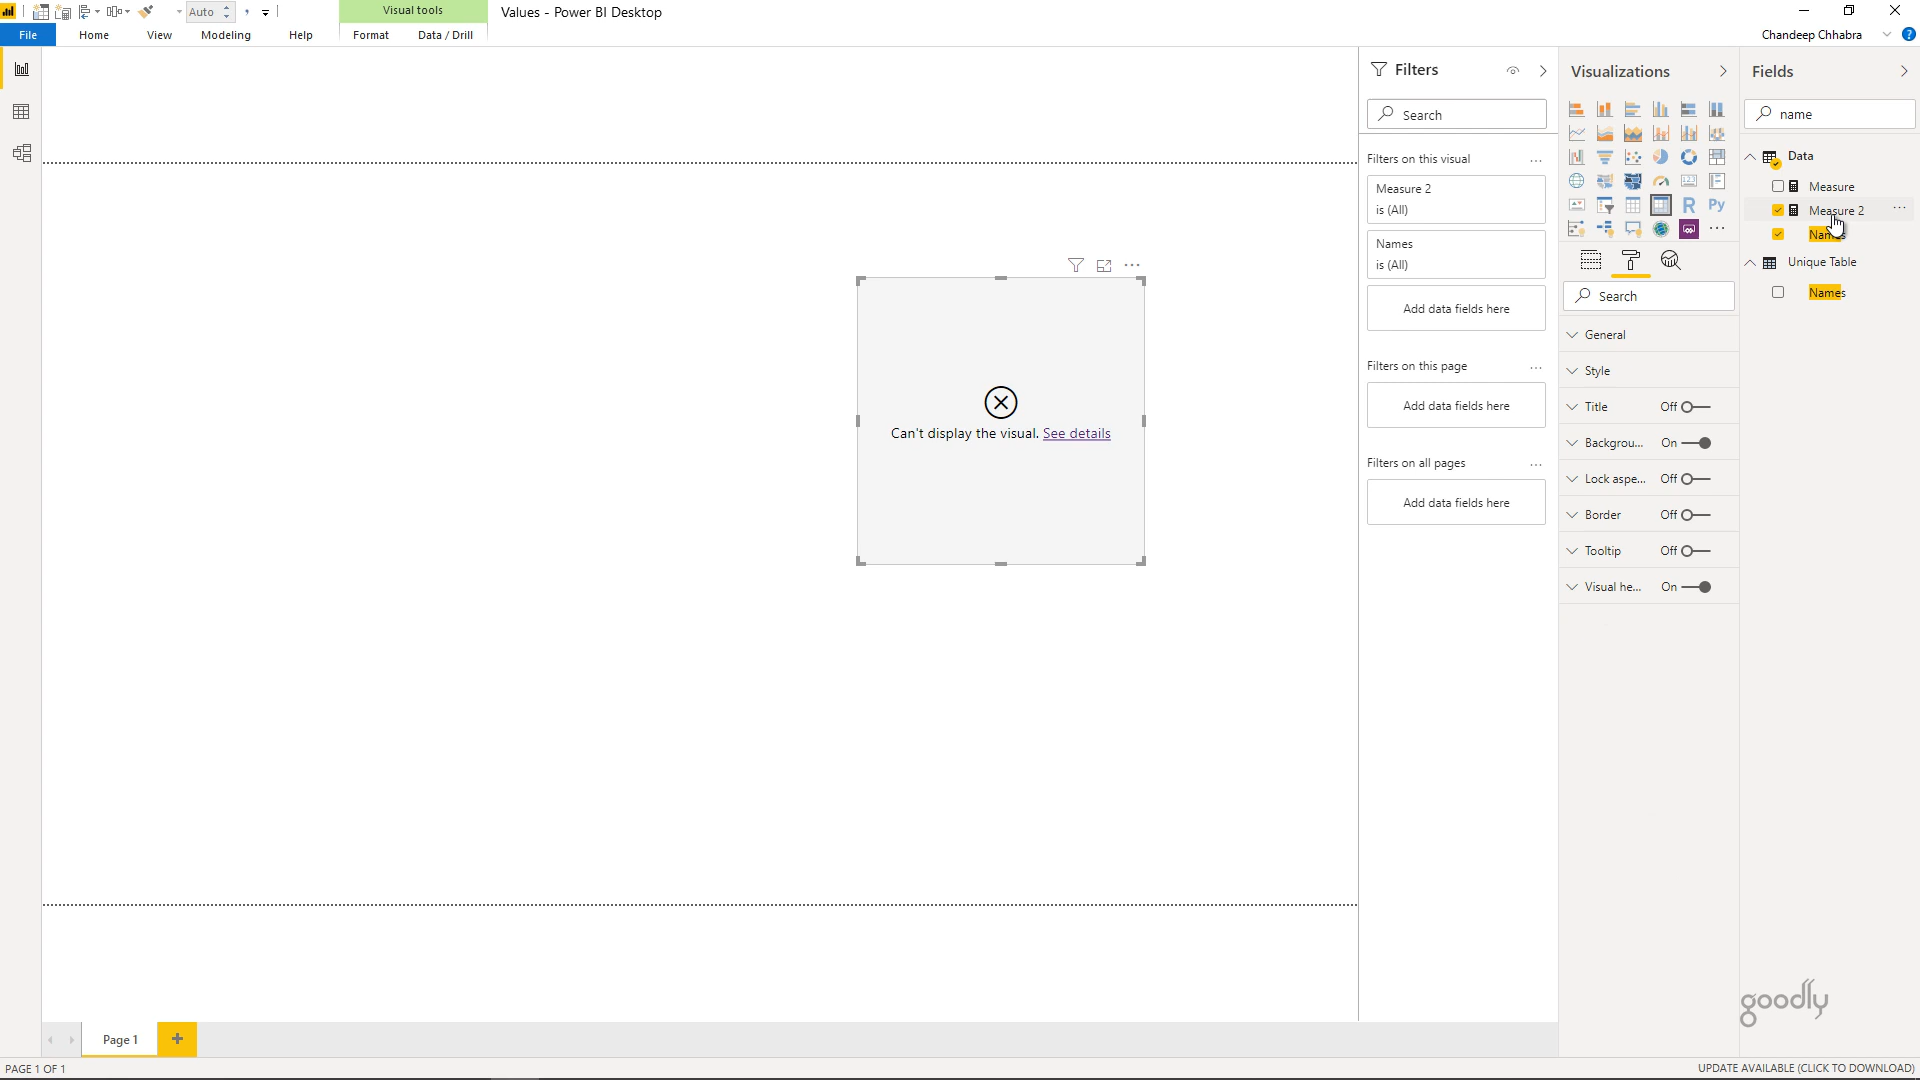 Auto
Visual tools
Values - Power BI Desktop
File
Home
View
Modeling
Help
Format
Data / Drill
Chandeep Chhabra
?
Filters
Search
Filters on this visual
...
Measure 2
is (All)
Names
is (All)
Add data fields here
Filters on this page
...
Add data fields here
Filters on all pages
...
Add data fields here
Visualizations
123
R
Py
...
Search
General
Style
Title
Off
Backgrou...
On
Lock aspe...
Off
Border
Off
Tooltip
Off
Visual he...
On
Fields
name
Data
Measure
Measure 2
...
Names
Unique Table
Names
...
Can't display the visual. See details
goodly
Page 1
+
PAGE 1 OF 1
UPDATE AVAILABLE (CLICK TO DOWNLOAD)